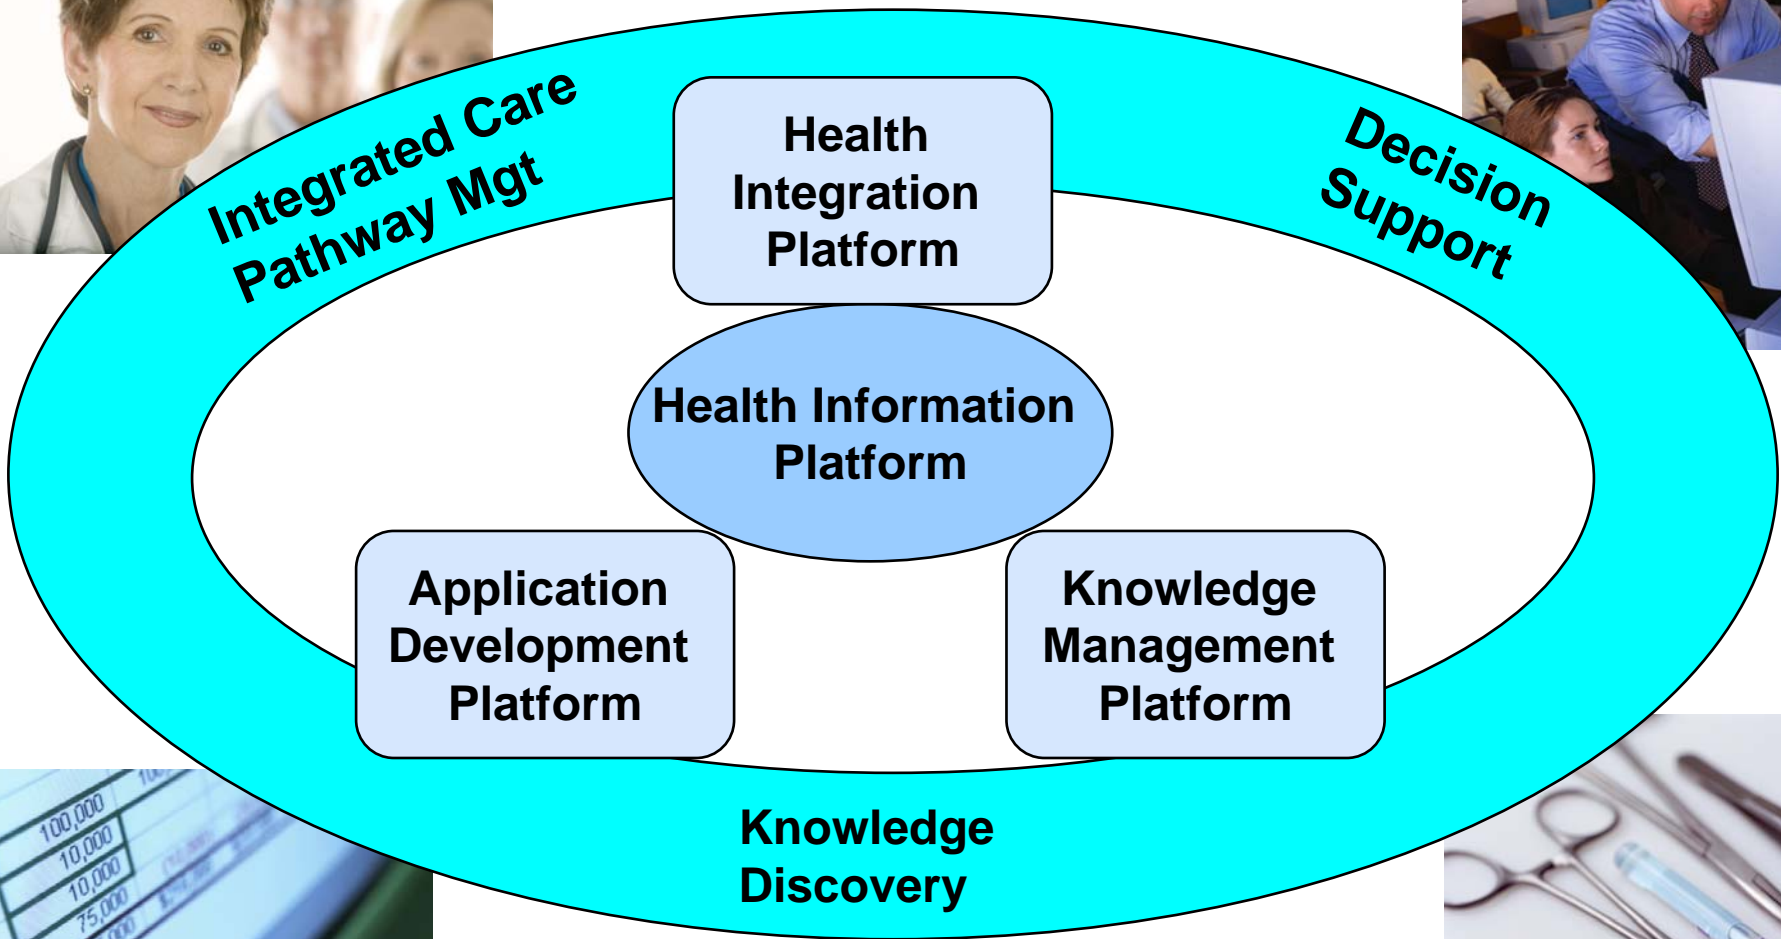 Integrated Care
Pathway Mgt
Health
Integration
Platform
Decision
Support
Health Information
Platform
Application
Development
Platform
Knowledge
Management
Platform
Knowledge
Discovery
100,000
10,000
10,000
75,000